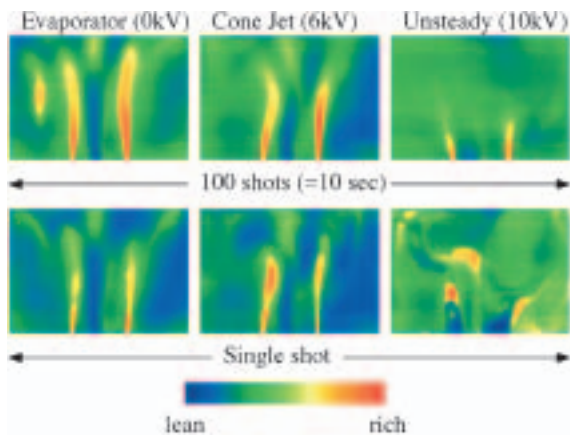 Evaporator (0kV) Cone Jet (6kV) Unsteady (10kV)
100 shots (=10 sec)
Single shot
lean rich